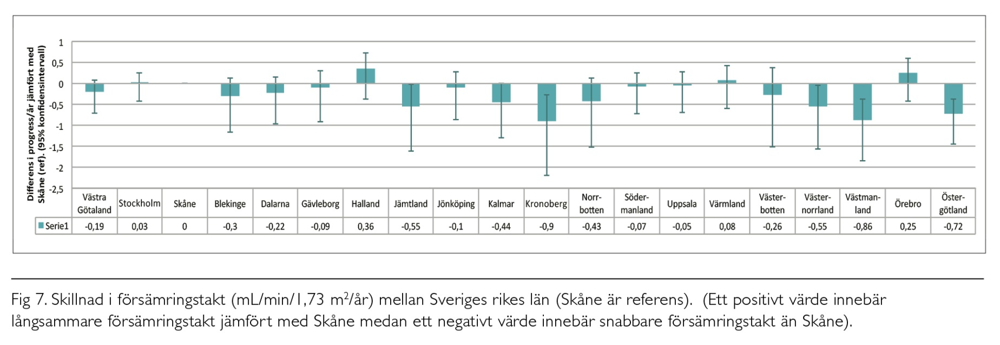 Differens i progress/år jämfört med
Skåne (ref). (95% konfidensintervall)
1
0,5
0
-0,5
-1
-1,5
-2
-2,5
Västra Götaland
Stockholm
Skåne
Blekinge
Dalarna
Gävleborg
Halland
Jämtland
Jönköping
Kalmar
Kronoberg
Norr-
botten
Söder-
manland
Uppsala
Värmland
Väster-
botten
Väster-
norrland
Västman-
land
Örebro
Öster-
götland
Serie1 -0,19 0,03 0 -0,3 -0,22 -0,09 0,36 -0,55 -0,1 -0,44 -0,9 -0,43 -0,07 -0,05 0,08 -0,26 -0,55 -0,86 0,25 -0,72
Fig 7. Skillnad i försämringstakt (mL/min/1,73 m²/år) mellan Sveriges rikes län (Skåne är referens). (Ett positivt värde innebär
långsammare försämringstakt jämfört med Skåne medan ett negativt värde innebär snabbare försämringstakt än Skåne).